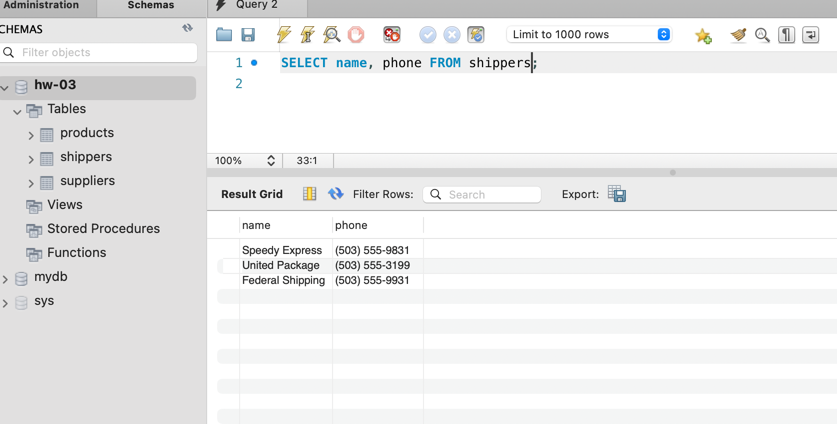 Administration Schemas Query 2
CHEMAS
Filter objects
Limit to 1000 rows
hw-03
Tables
products
shippers
suppliers
Views
Stored Procedures
Functions
mydb
sys
1 SELECT name, phone FROM shippers;
2
100% 33:1
Result Grid Filter Rows: Search Export:
name phone
Speedy Express (503) 555-9831
United Package (503) 555-3199
Federal Shipping (503) 555-9931